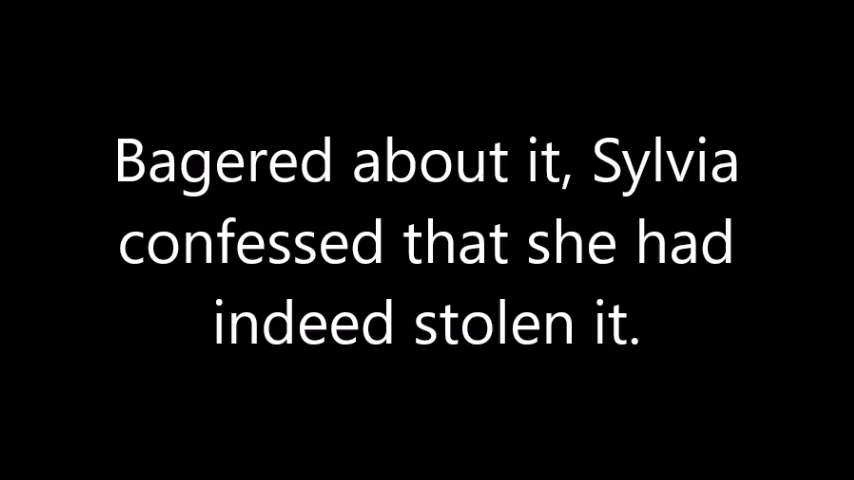 Bagered about it, Sylvia
confessed that she had
indeed stolen it.